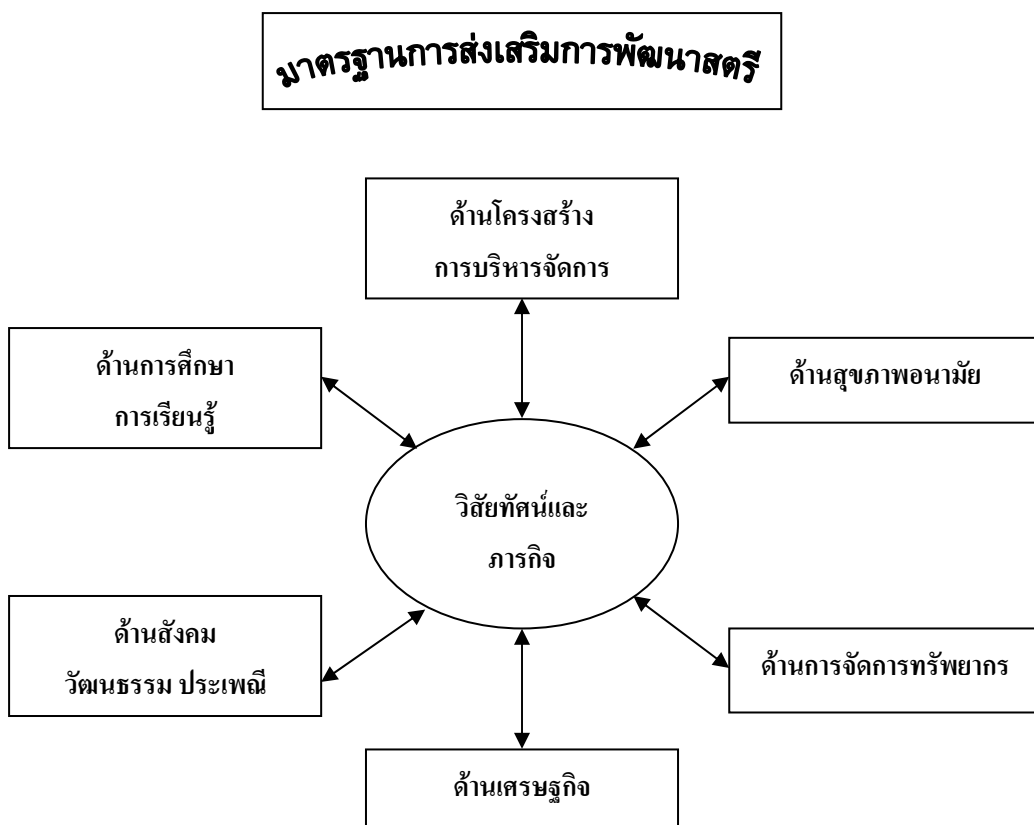 มาตรฐานการส่งเสริมการพัฒนาสตรี
ด้านโครงสร้าง
การบริหารจัดการ
ด้านการศึกษา
การเรียนรู้
ด้านสุขภาพอนามัย
วิสัยทัศน์และ
ภารกิจ
ด้านสังคม
วัฒนธรรม ประเพณี
ด้านการจัดการทรัพยากร
ด้านเศรษฐกิจ